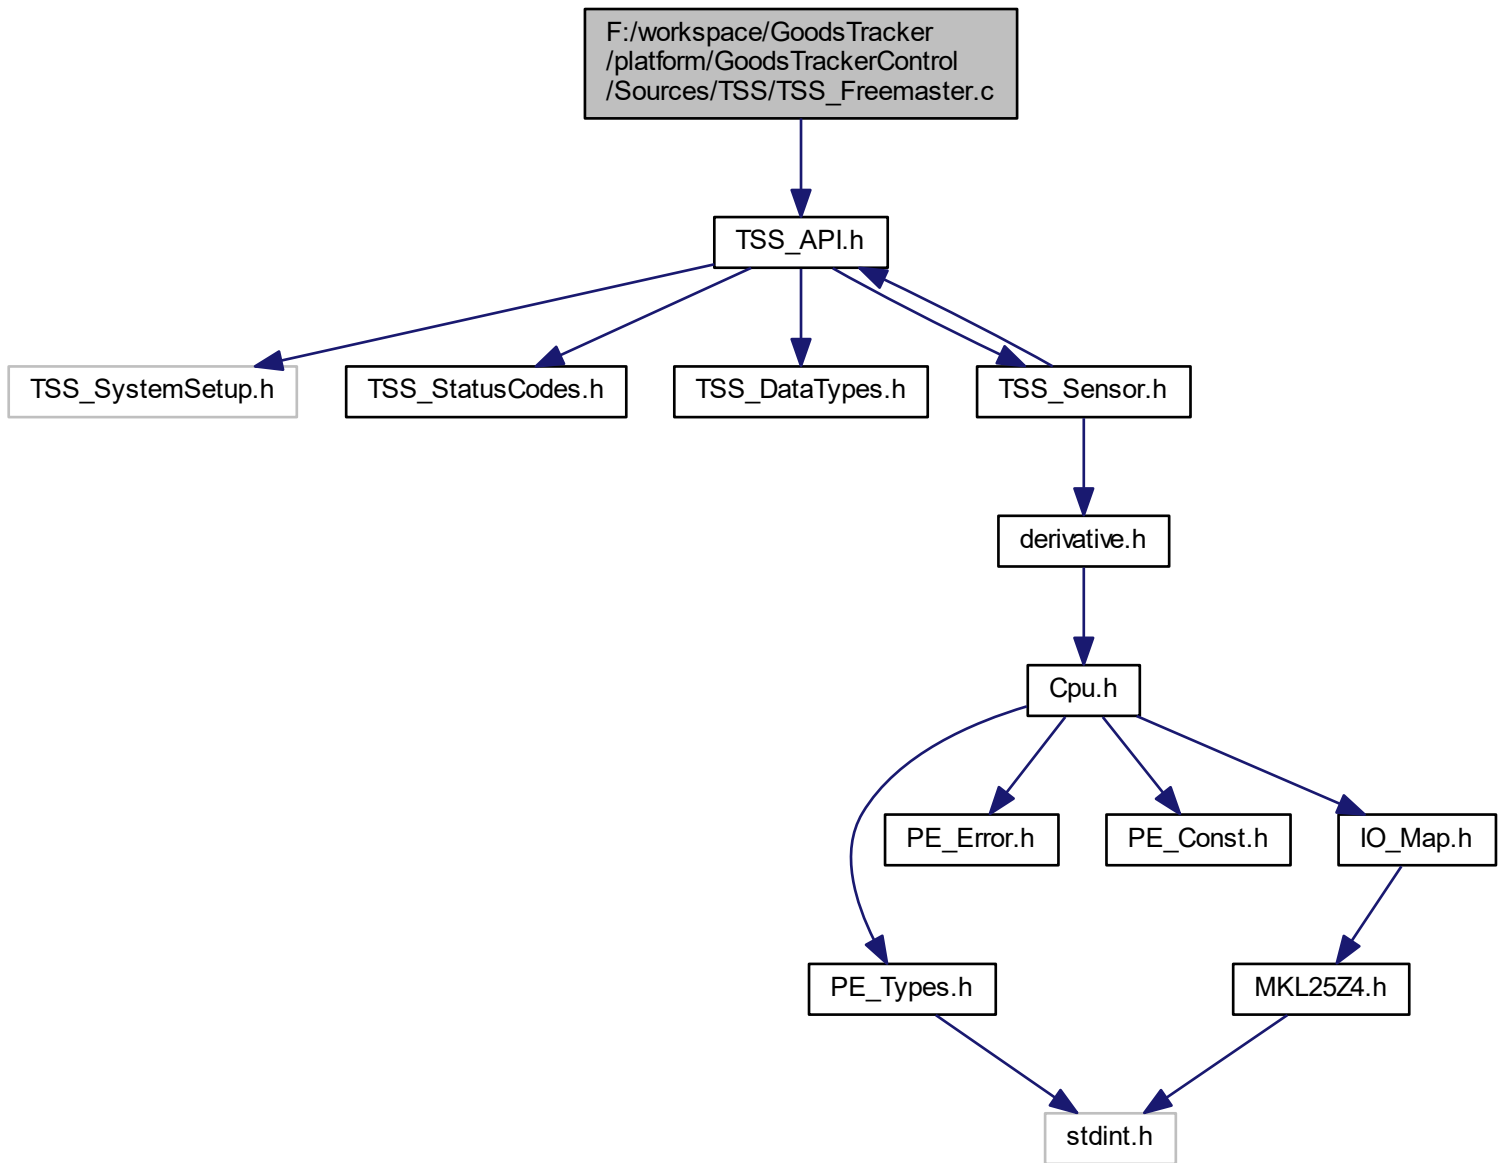 F:/workspace/GoodsTracker
/platform/GoodsTrackerControl
/Sources/TSS/TSS_Freemaster.c
TSS_API.h
TSS_SystemSetup.h
TSS_StatusCodes.h
TSS_DataTypes.h
TSS_Sensor.h
derivative.h
Cpu.h
PE_Error.h
PE_Const.h
IO_Map.h
PE_Types.h
MKL25Z4.h
stdint.h